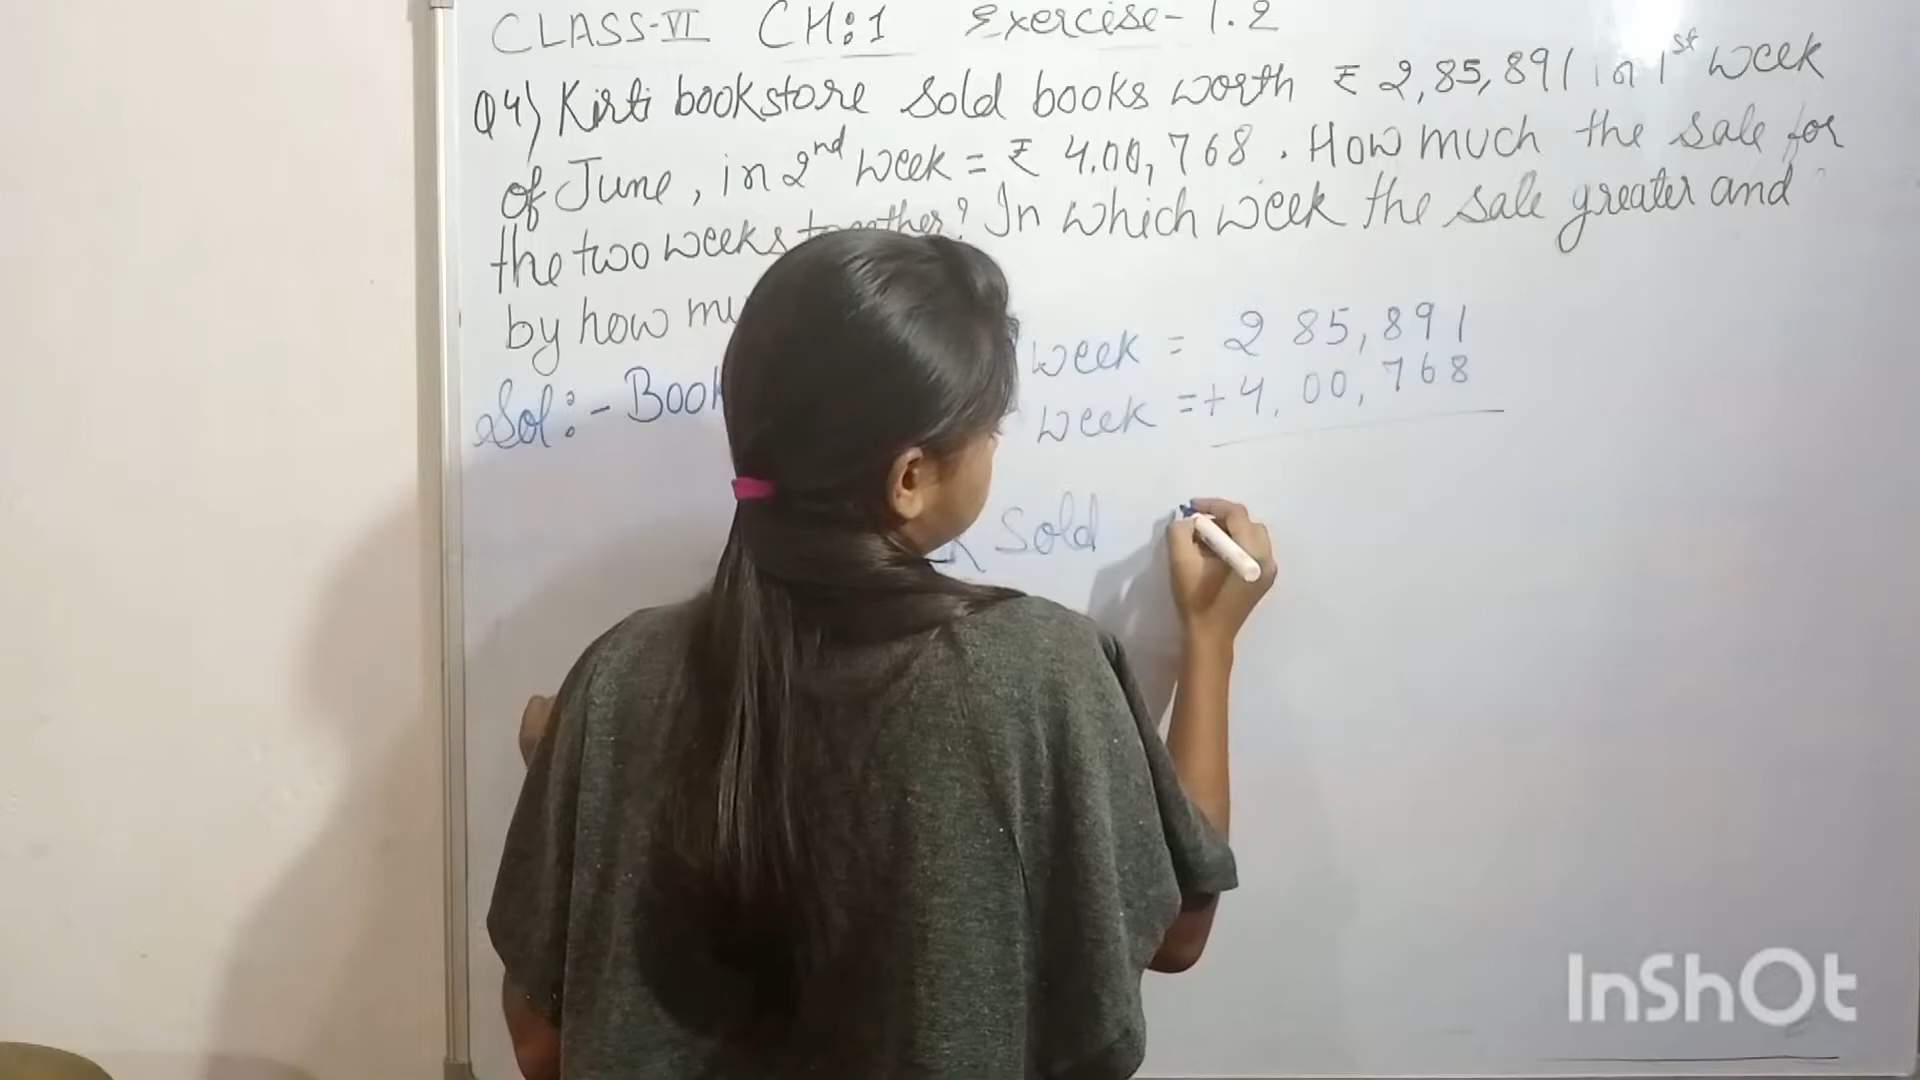 CLASS-VI CH:1 Exercise-1.2
Q4) Kirti bookstore sold books worth ₹ 2,85,891 in 1st week
of June, in 2nd week = ₹ 4.00,768. How much the sale for
the two weeks together? In which week the sale greater and
by how
Sol:- week = 2 85,891
week = + 4,00,768
Sold
InShOt